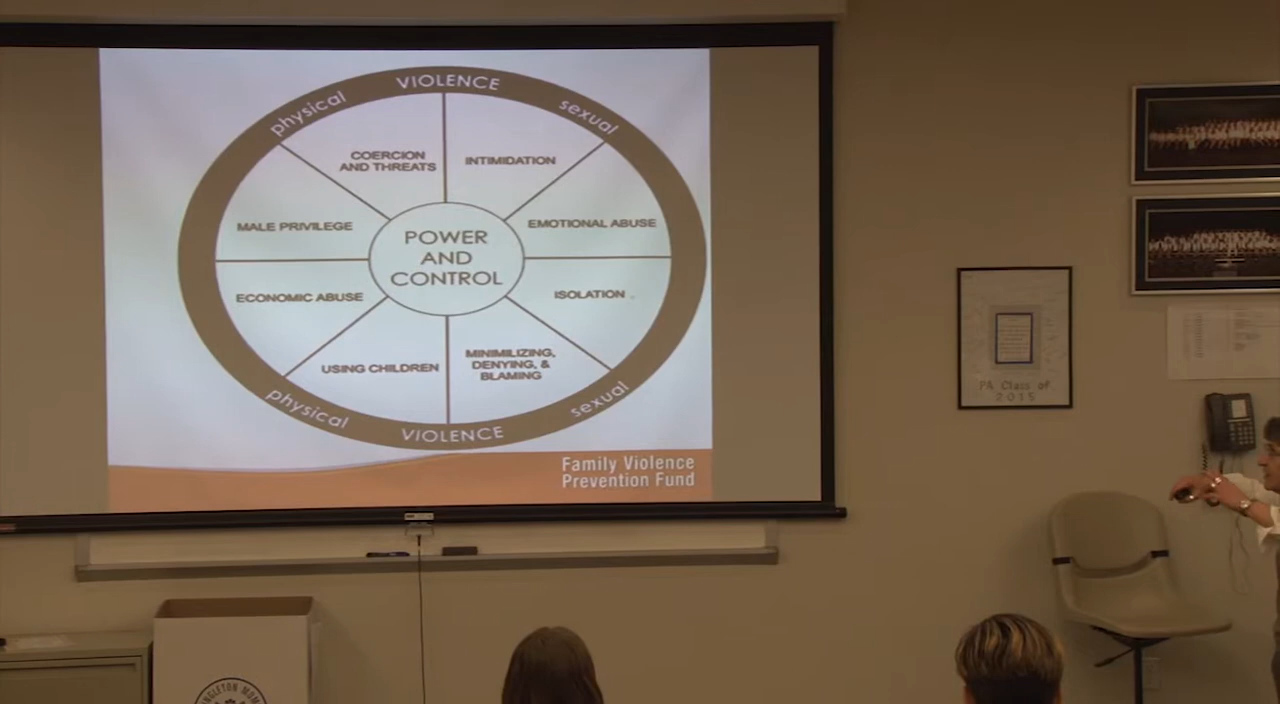 physical
VIOLENCE
sexual
COERCION
AND THREATS
INTIMIDATION
MALE PRIVILEGE
EMOTIONAL ABUSE
POWER
AND
CONTROL
ECONOMIC ABUSE
ISOLATION
USING CHILDREN
MINIMILIZING,
DENYING, &
BLAMING
physical
VIOLENCE
sexual
Family Violence
Prevention Fund
PA Class of
2015